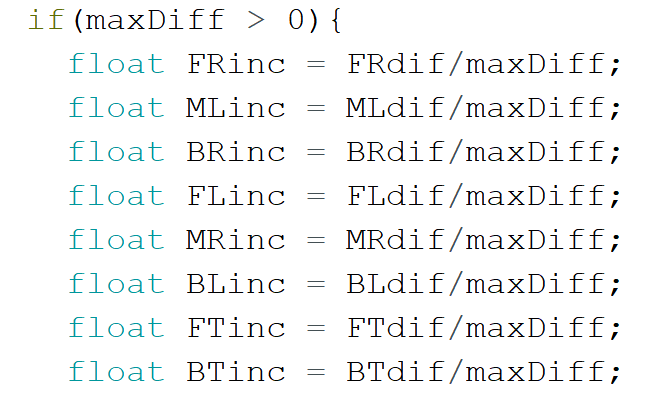 if(maxDiff > 0){
float FRinc = FRdif/maxDiff;
float MLinc = MLdif/maxDiff;
float BRinc = BRdif/maxDiff;
float FLinc = FLdif/maxDiff;
float MRinc = MRdif/maxDiff;
float BLinc = BLdif/maxDiff;
float FTinc = FTdif/maxDiff;
float BTinc = BTdif/maxDiff;